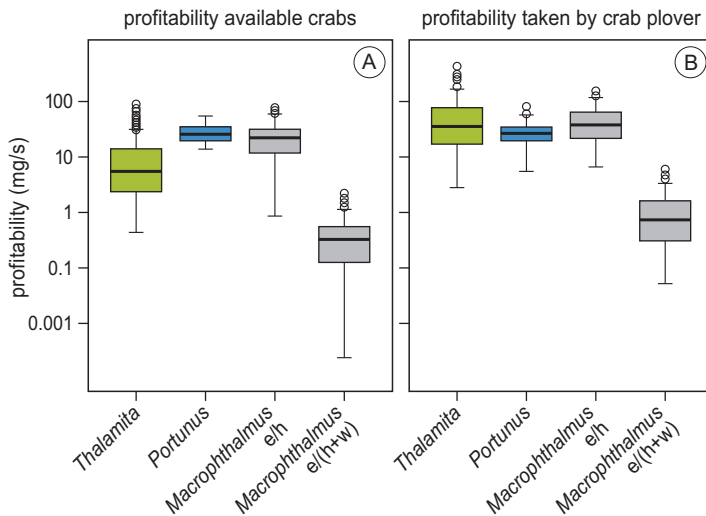 profitability available crabs
profitability taken by crab plover
A
B
profitability (mg/s)
100
10
1
0.1
0.001
Thalamita
Portunus
Macrophthalmus
e/h
Macrophthalmus
e/(h+w)
Thalamita
Portunus
Macrophthalmus
e/h
Macrophthalmus
e/(h+w)